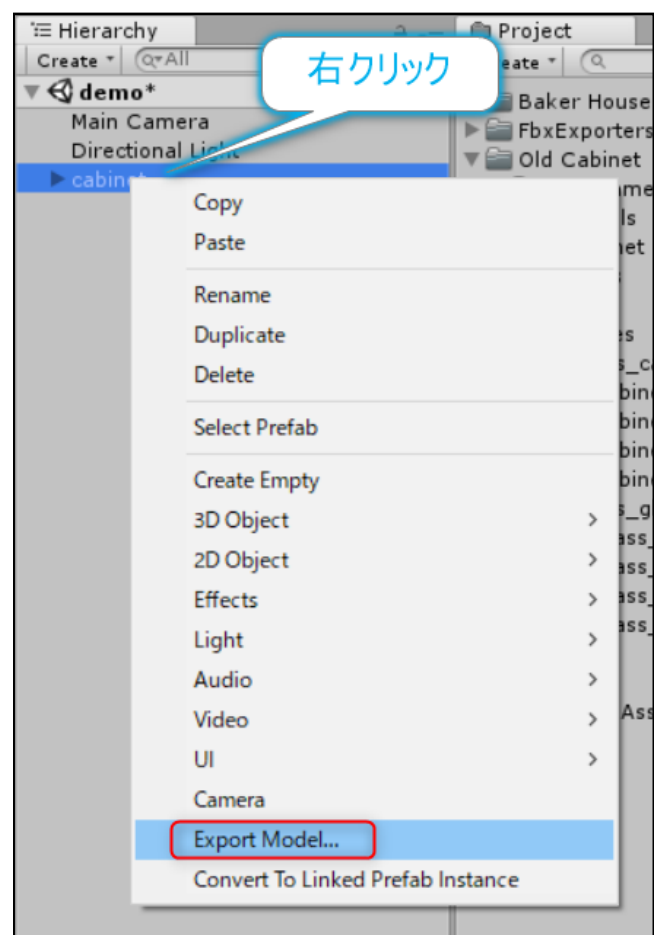 Hierarchy
Create
All
demo*
Main Camera
Directional Light
右クリック
Project
Baker House
FbxExporters
Old Cabinet
Copy
Paste
Rename
Duplicate
Delete
Select Prefab
Create Empty
3D Object
2D Object
Effects
Light
Audio
Video
UI
Camera
Export Model...
Convert To Linked Prefab Instance